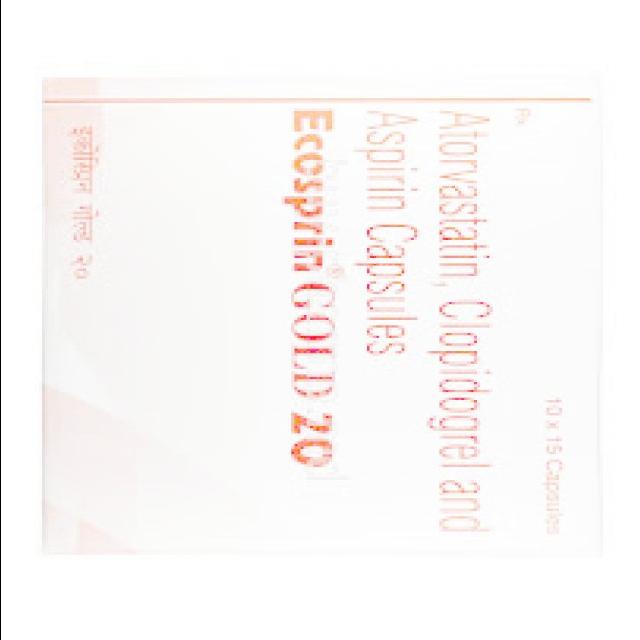 Rx
10 x 15 Capsules
Atorvastatin, Clopidogrel and
Aspirin Capsules
Ecosprin® GOLD 20
इकोस्प्रिन गोल्ड २०